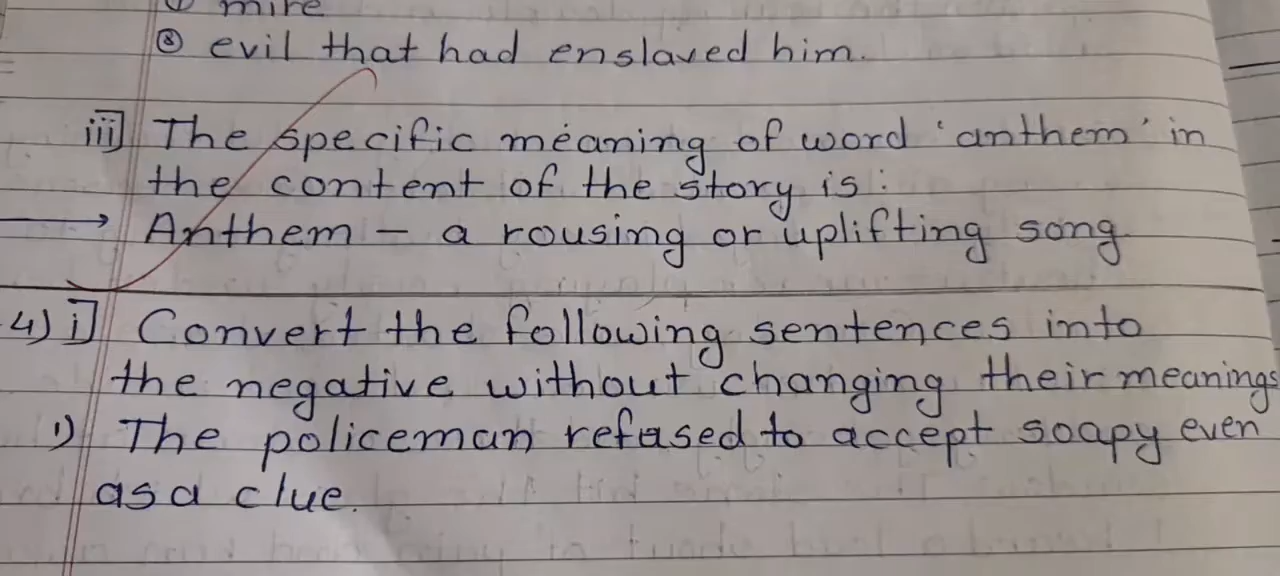 ① mire
⑧ evil that had enslaved him.
iii] The specific meaning of word 'anthem' in
the content of the story is:
→ Anthem - a rousing or uplifting song
4) i] Convert the following sentences into
the negative without changing their meanings
1) The policeman refused to accept soapy even
as a clue.